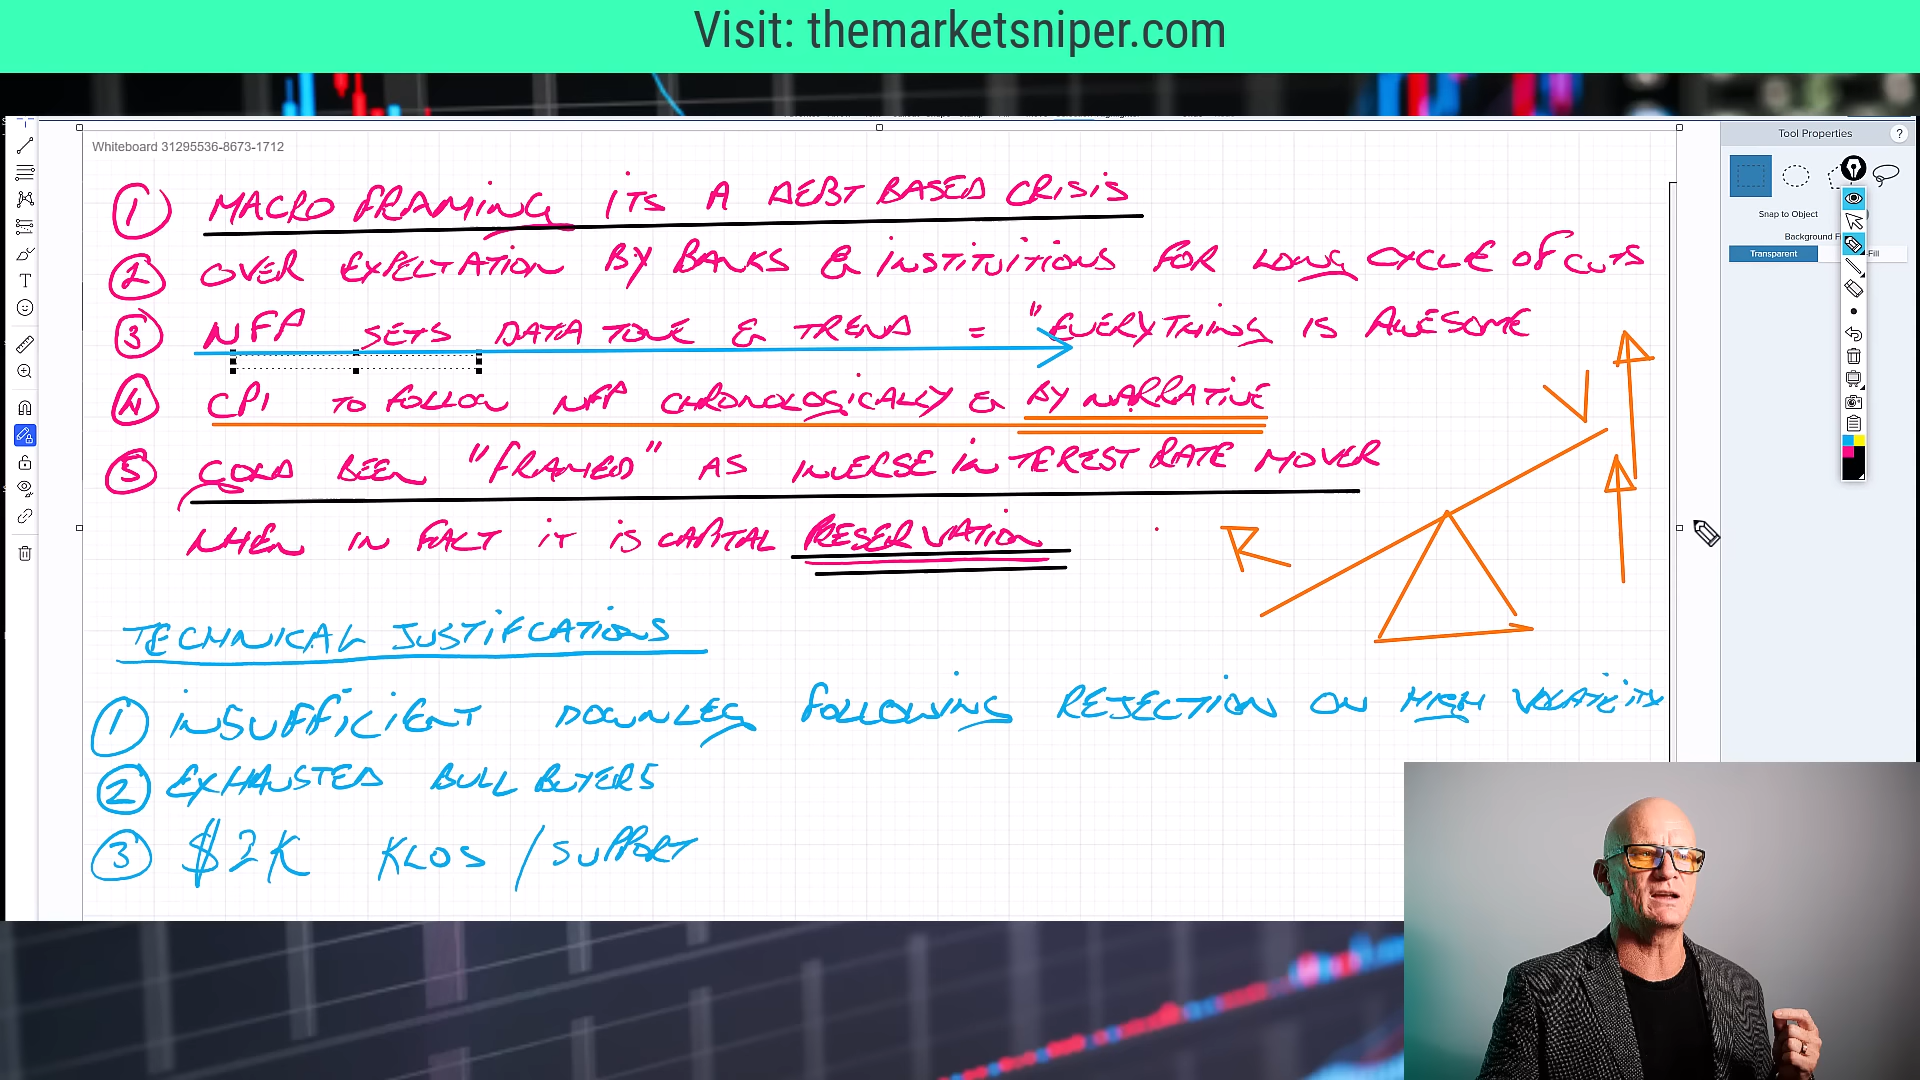 Visit: themarketsniper.com
Tool Properties
?
Whiteboard 31295536-8673-1712
① MACRO FRAMING ITS A DEBT BASED CRISIS
② OVER EXPECTATION BY BANKS & INSTITUITIONS FOR LONG CYCLE OF CUTS
③ NFP SETS DATA TONE & TREND = "EVERYTHING IS AWESOME
④ CPI TO FOLLOW NFP CHRONOLOGICALLY & BY NARRATIVE
⑤ GOLD BEEN "FRAMED" AS INVERSE INTEREST RATE MOVER
WHEN IN FACT IT IS CAPITAL PRESERVATION
Snap to Object
Background F
Transparent
Fill
TECHNICAL JUSTIFCATIONS
① INSUFFICIENT DOWNLEG FOLLOWING REJECTION ON HIGH VOLATILITY
② EXHAUSTED BULL BUYERS
③ $2K KLOS / SUPPORT